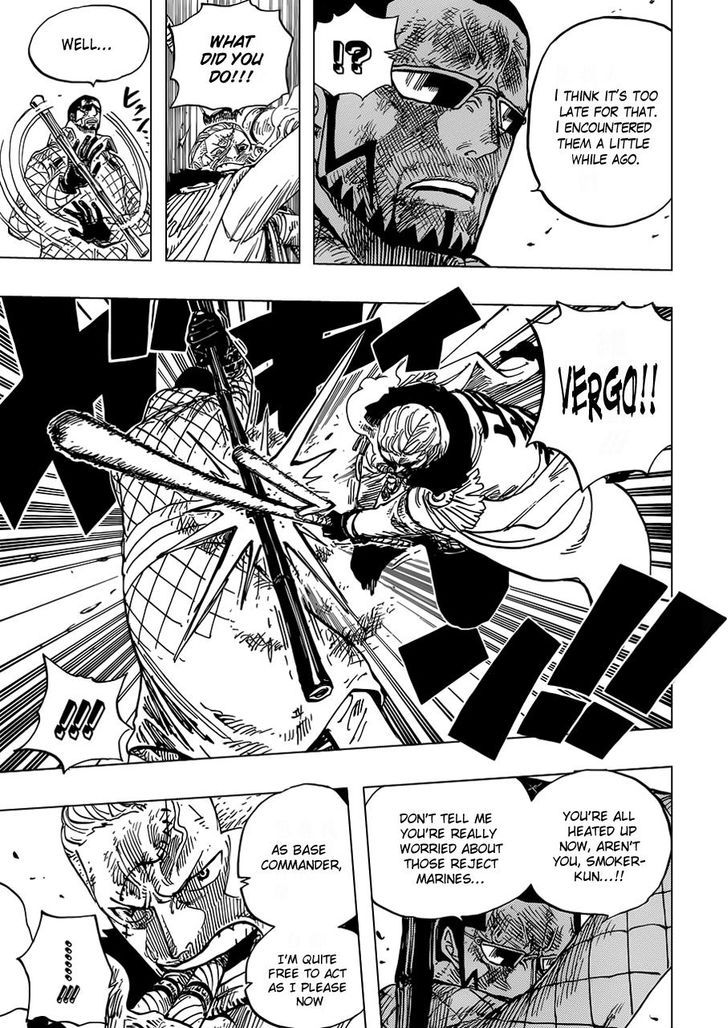 I THINK IT'S TOO
LATE FOR THAT.
I ENCOUNTERED
THEM A LITTLE
WHILE AGO.
!?
WHAT
DID YOU
DO!!!
WELL...
VERGO!!
!!!
YOU'RE ALL
HEATED UP
NOW, AREN'T
YOU, SMOKER-
KUN...!!
DON'T TELL ME
YOU'RE REALLY
WORRIED ABOUT
THOSE REJECT
MARINES...
AS BASE
COMMANDER,
I'M QUITE
FREE TO ACT
AS I PLEASE
NOW
!!!